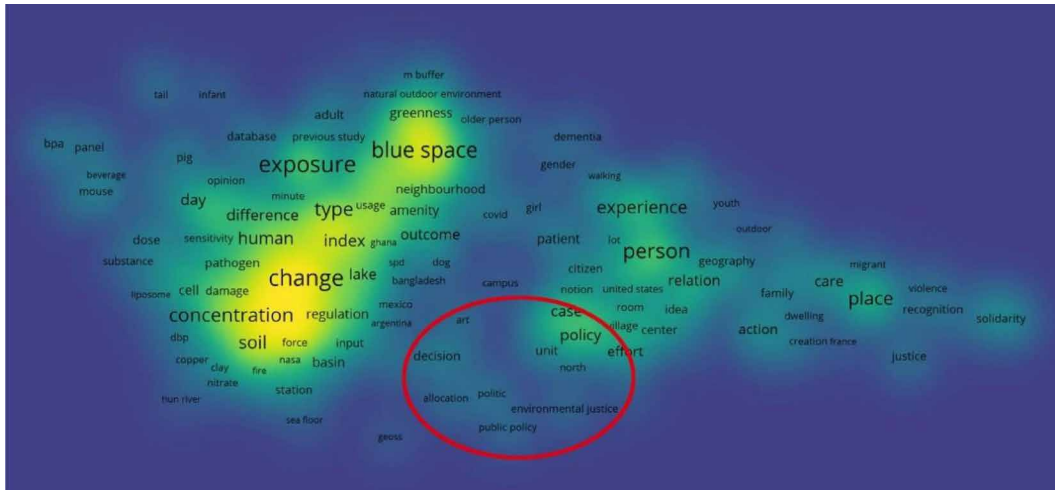 m buffer
tail infant natural outdoor environment
adult greenness older person
database previous study dementia
bpa panel pig exposure blue space gender
beverage opinion walking
mouse minute neighbourhood
day type usage amenity covid girl experience youth
difference
dose sensitivity human index ghana outcome patient lot outdoor
substance pathogen spd dog citizen person geography migrant
liposome cell damage change lake bangladesh campus notion united states relation family care violence
concentration regulation mexico case room idea place recognition
argentina art village dwelling solidarity
dbp soil force input decision policy center action
copper nasa basin unit effort creation france justice
clay fire north
nitrate station allocation politic
hun river environmental justice
sea floor public policy
geoss